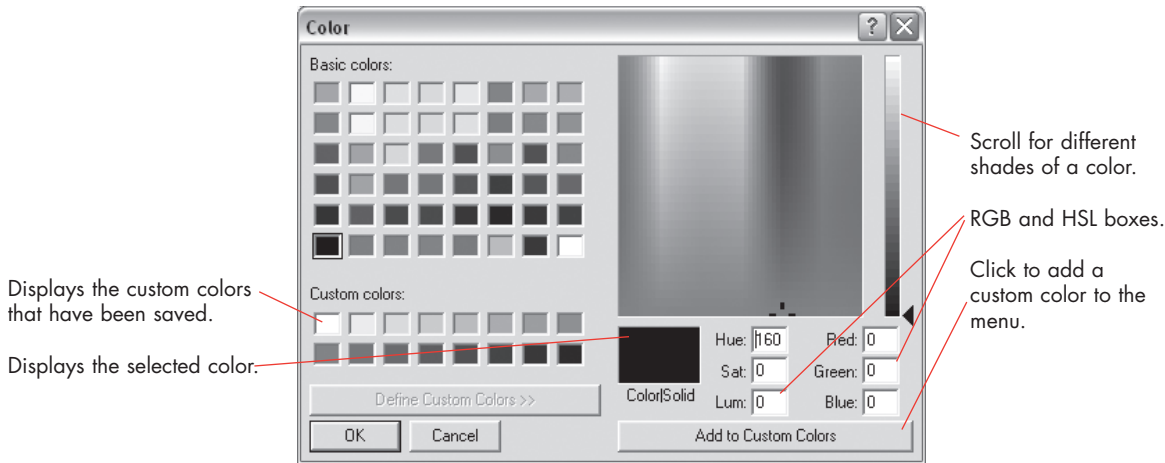 Color
?
Basic colors:
Scroll for different
shades of a color.
RGB and HSL boxes.
Click to add a
custom color to the
menu.
Displays the custom colors
that have been saved.
Custom colors:
Displays the selected color.
Hue: 160
Red: 0
Sat: 0
Green: 0
Color|Solid
Lum: 0
Blue: 0
Define Custom Colors >>
OK
Cancel
Add to Custom Colors